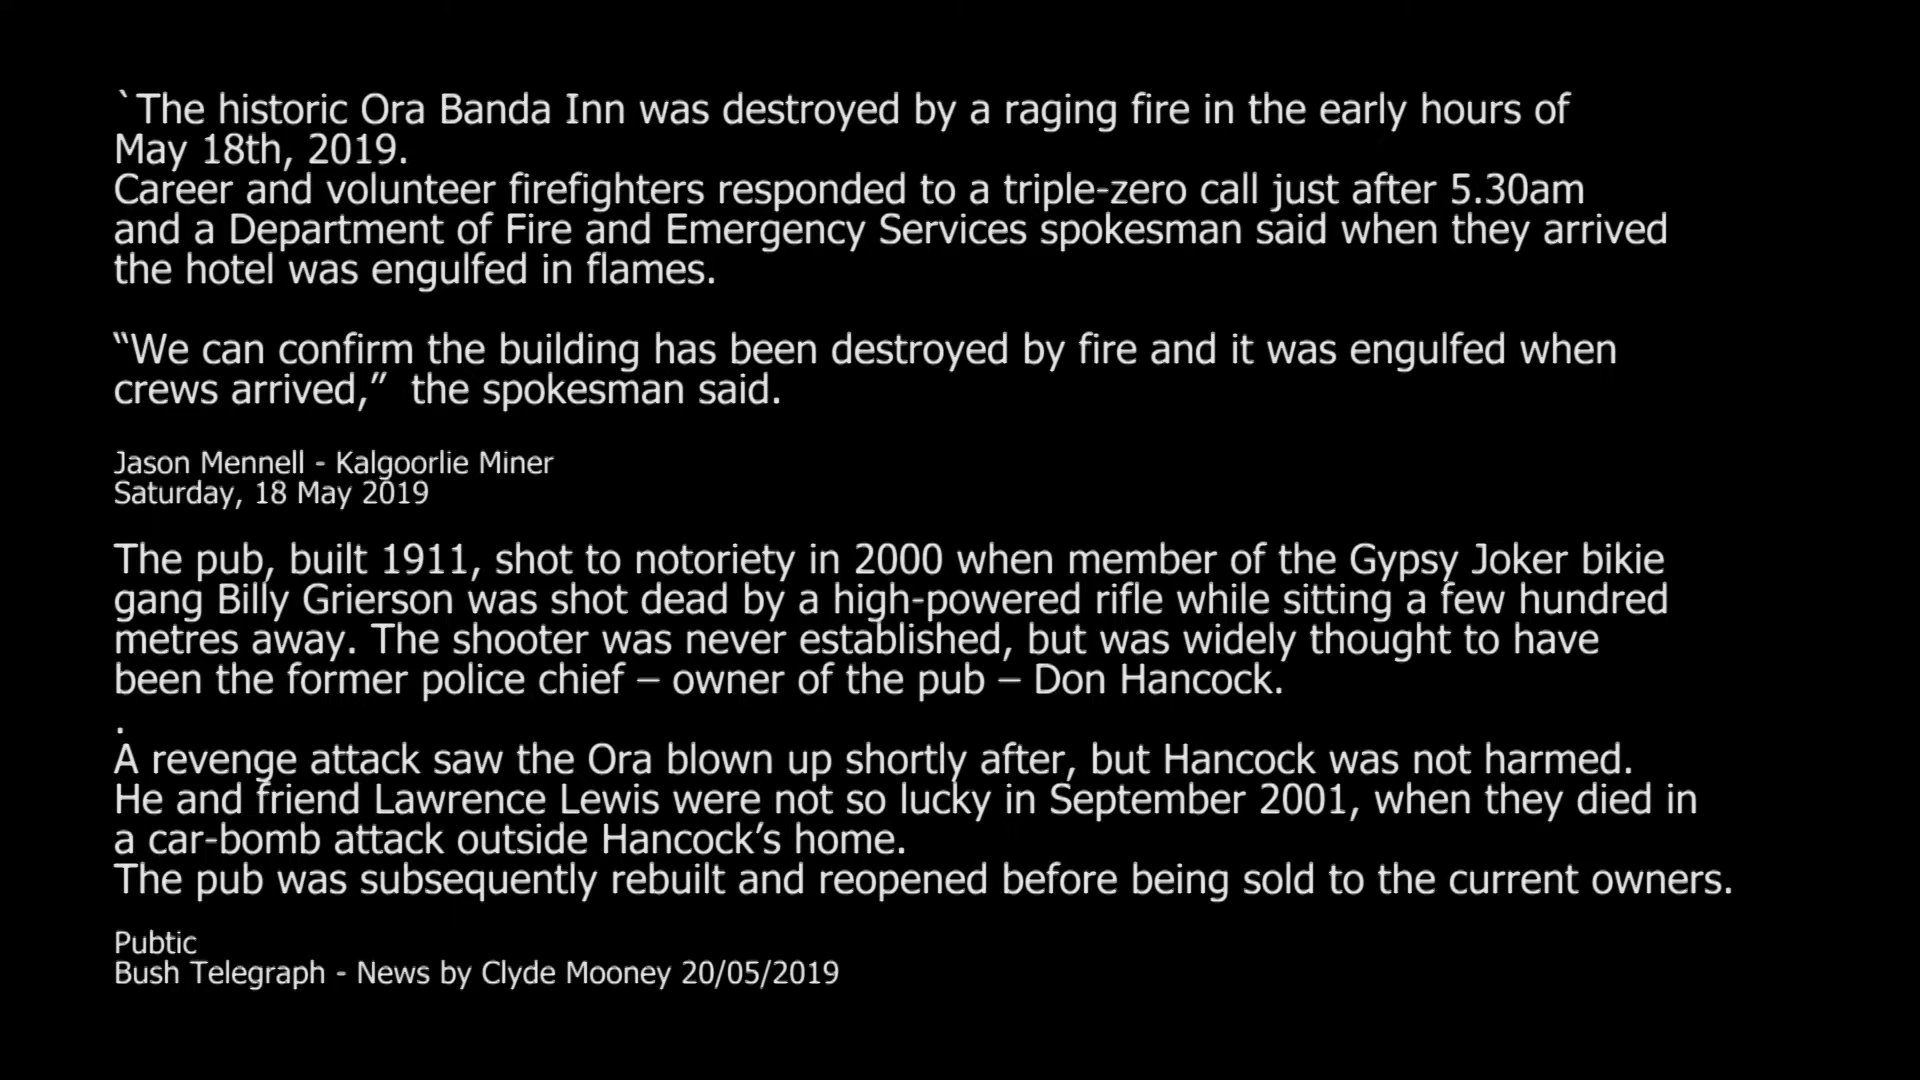 `The historic Ora Banda Inn was destroyed by a raging fire in the early hours of
May 18th, 2019.
Career and volunteer firefighters responded to a triple-zero call just after 5.30am
and a Department of Fire and Emergency Services spokesman said when they arrived
the hotel was engulfed in flames.
“We can confirm the building has been destroyed by fire and it was engulfed when
crews arrived,”  the spokesman said.
Jason Mennell - Kalgoorlie Miner
Saturday, 18 May 2019
The pub, built 1911, shot to notoriety in 2000 when member of the Gypsy Joker bikie
gang Billy Grierson was shot dead by a high-powered rifle while sitting a few hundred
metres away. The shooter was never established, but was widely thought to have
been the former police chief – owner of the pub – Don Hancock.
.
A revenge attack saw the Ora blown up shortly after, but Hancock was not harmed.
He and friend Lawrence Lewis were not so lucky in September 2001, when they died in
a car-bomb attack outside Hancock’s home.
The pub was subsequently rebuilt and reopened before being sold to the current owners.
Pubtic
Bush Telegraph - News by Clyde Mooney 20/05/2019